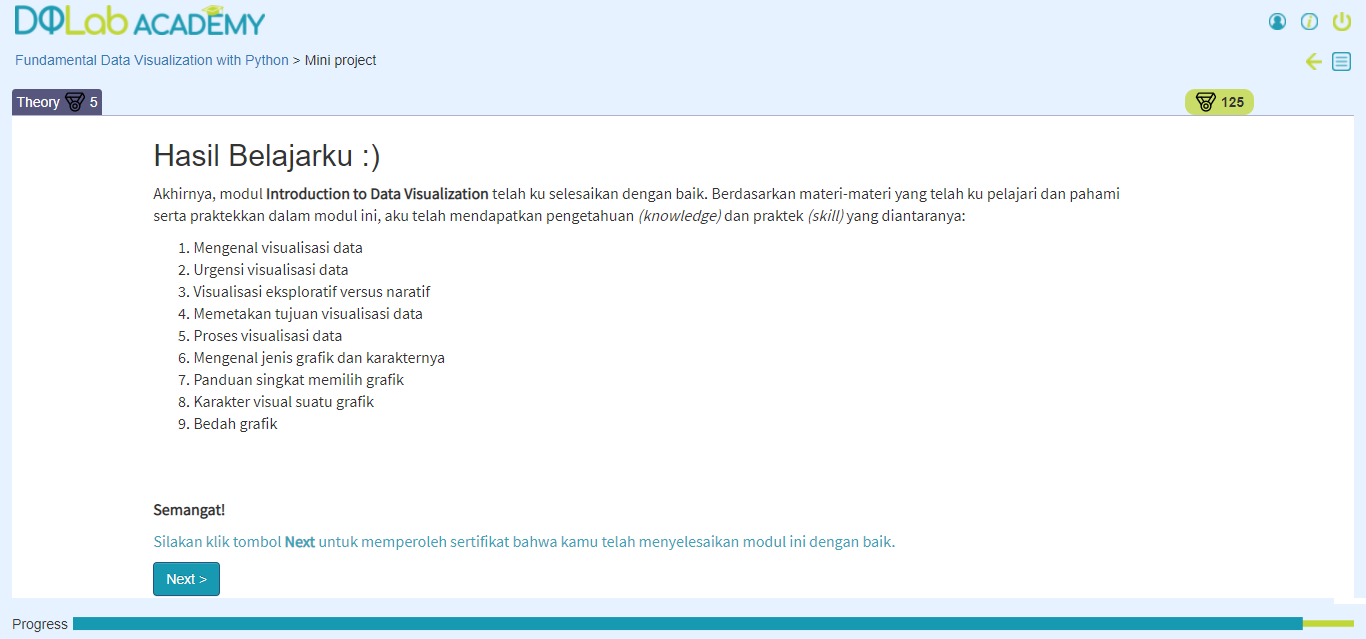 DQLab ACADEMY
Fundamental Data Visualization with Python > Mini project
Theory 5
125
Hasil Belajarku :)
Akhirnya, modul Introduction to Data Visualization telah ku selesaikan dengan baik. Berdasarkan materi-materi yang telah ku pelajari dan pahami
serta praktekkan dalam modul ini, aku telah mendapatkan pengetahuan (knowledge) dan praktek (skill) yang diantaranya:
1. Mengenal visualisasi data
2. Urgensi visualisasi data
3. Visualisasi eksploratif versus naratif
4. Memetakan tujuan visualisasi data
5. Proses visualisasi data
6. Mengenal jenis grafik dan karakternya
7. Panduan singkat memilih grafik
8. Karakter visual suatu grafik
9. Bedah grafik
Semangat!
Silakan klik tombol Next untuk memperoleh sertifikat bahwa kamu telah menyelesaikan modul ini dengan baik.
Next >
Progress